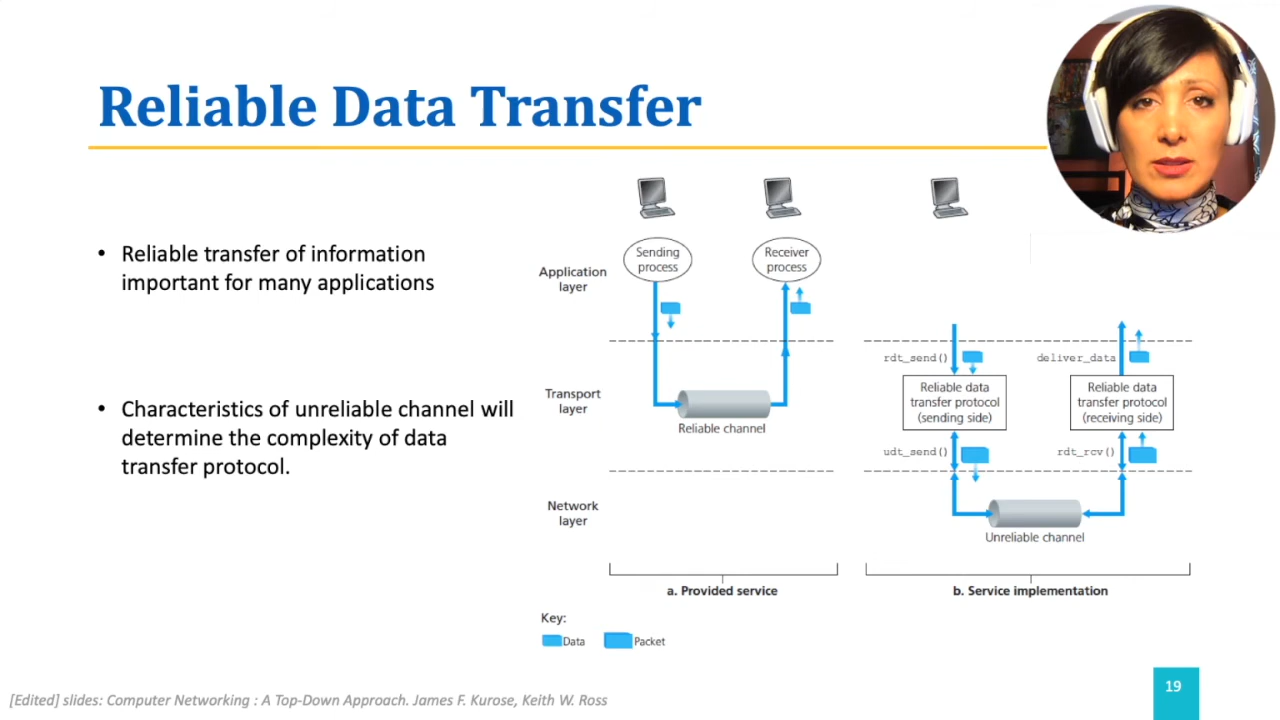 Reliable Data Transfer
• Reliable transfer of information
important for many applications
• Characteristics of unreliable channel will
determine the complexity of data
transfer protocol.
Application
layer
Transport
layer
Network
layer
Sending
process
Receiver
process
Reliable channel
a. Provided service
rdt_send()
deliver_data
Reliable data
transfer protocol
(sending side)
Reliable data
transfer protocol
(receiving side)
udt_send()
rdt_rcv()
Unreliable channel
b. Service implementation
Key:
Data
Packet
[Edited] slides: Computer Networking : A Top-Down Approach. James F. Kurose, Keith W. Ross
19